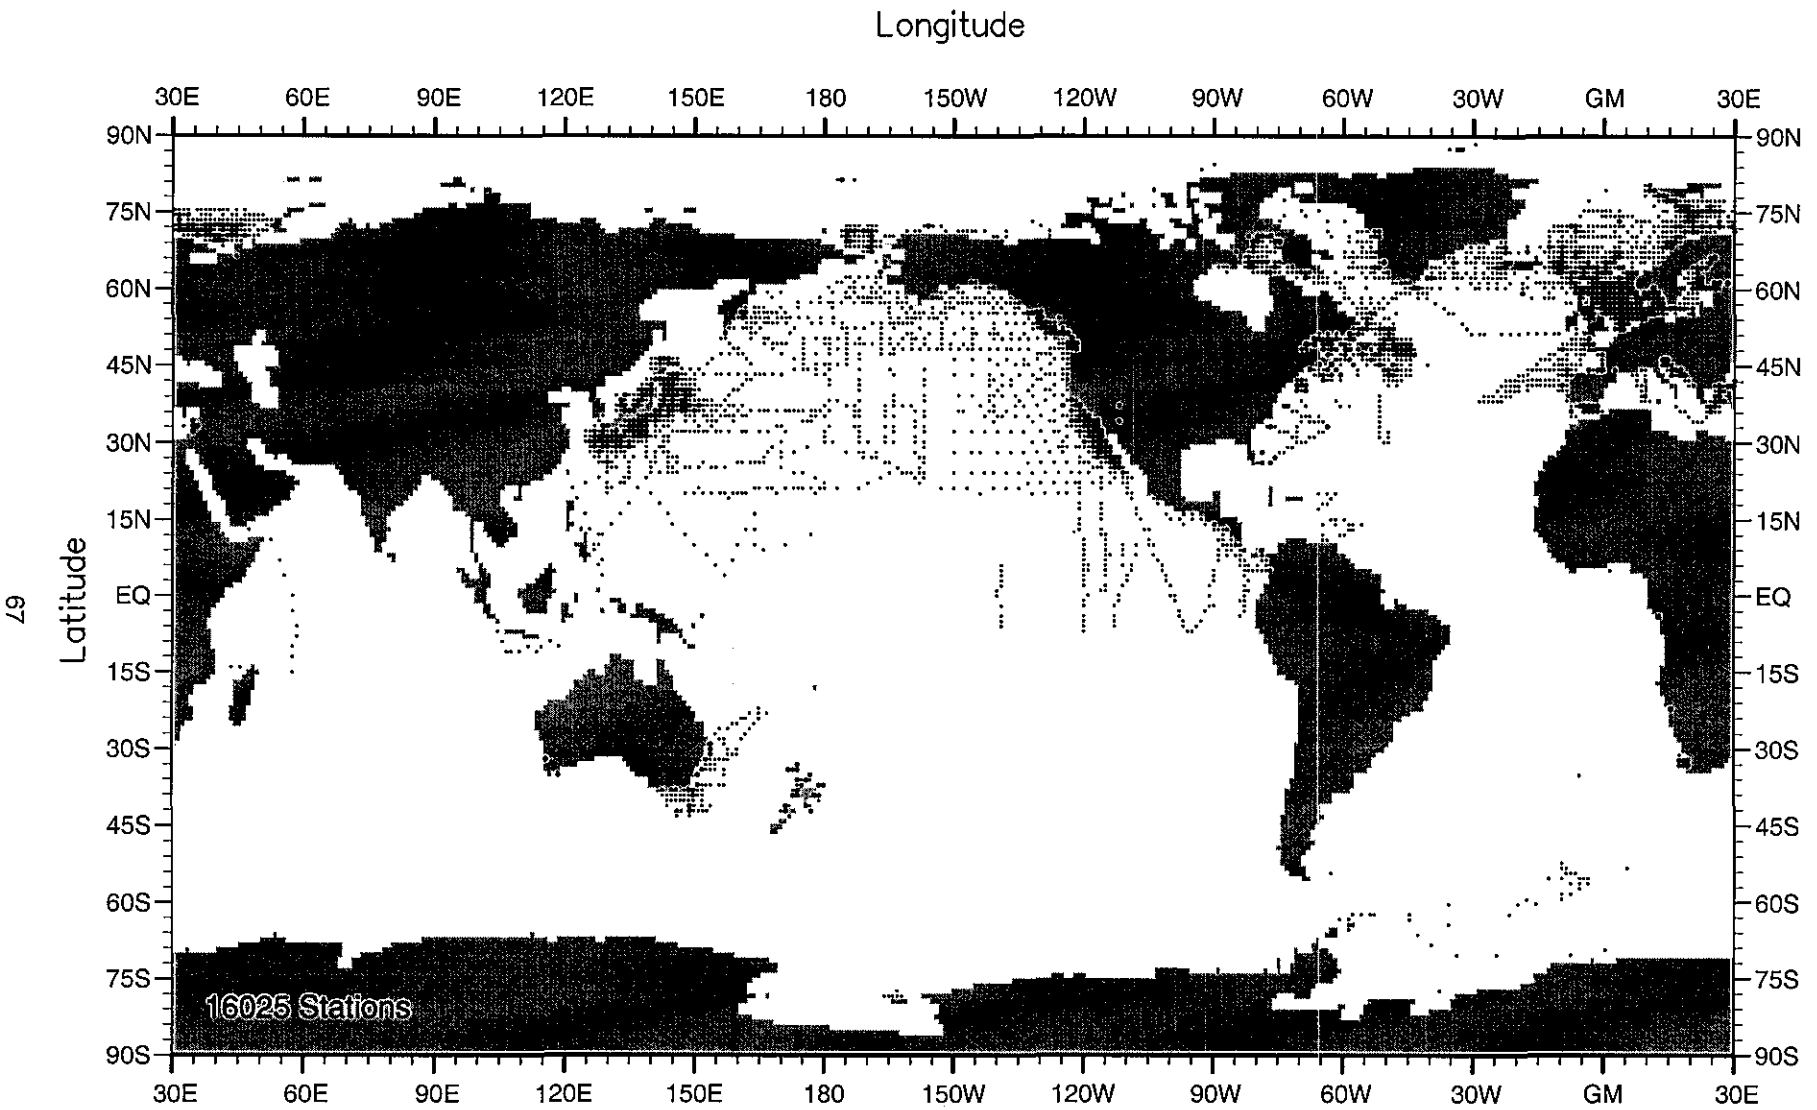 Longitude
30E 60E 90E 120E 150E 180 150W 120W 90W 60W 30W GM 30E
90N 90N
75N 75N
60N 60N
45N 45N
30N 30N
15N 15N
Latitude
EQ EQ
67
15S 15S
30S 30S
45S 45S
60S 60S
75S 75S
16025 Stations
90S 90S
30E 60E 90E 120E 150E 180 150W 120W 90W 60W 30W GM 30E